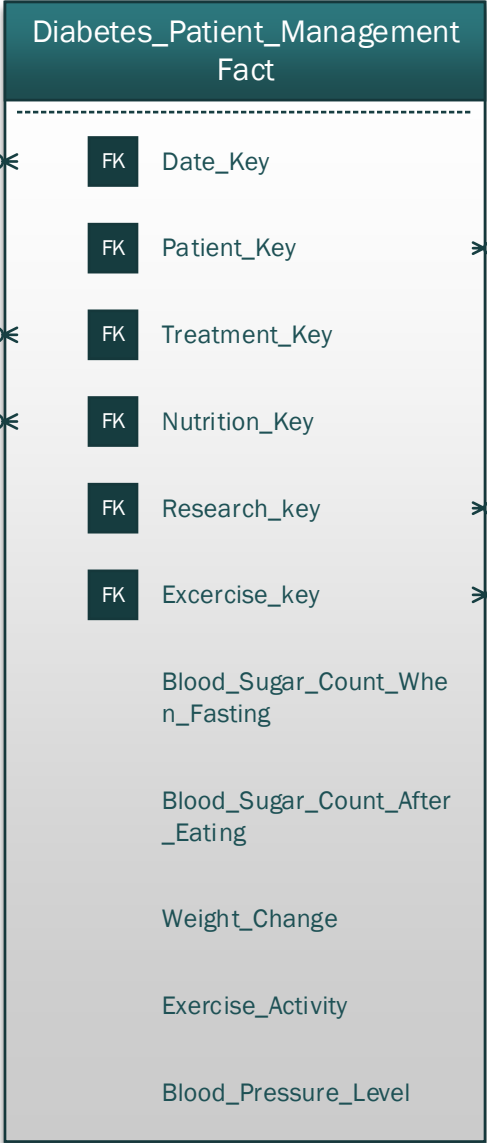 Diabetes_Patient_Management
Fact
FK Date_Key
FK Patient_Key
FK Treatment_Key
FK Nutrition_Key
FK Research_key
FK Excercise_key
Blood_Sugar_Count_Whe
n_Fasting
Blood_Sugar_Count_After
_Eating
Weight_Change
Exercise_Activity
Blood_Pressure_Level